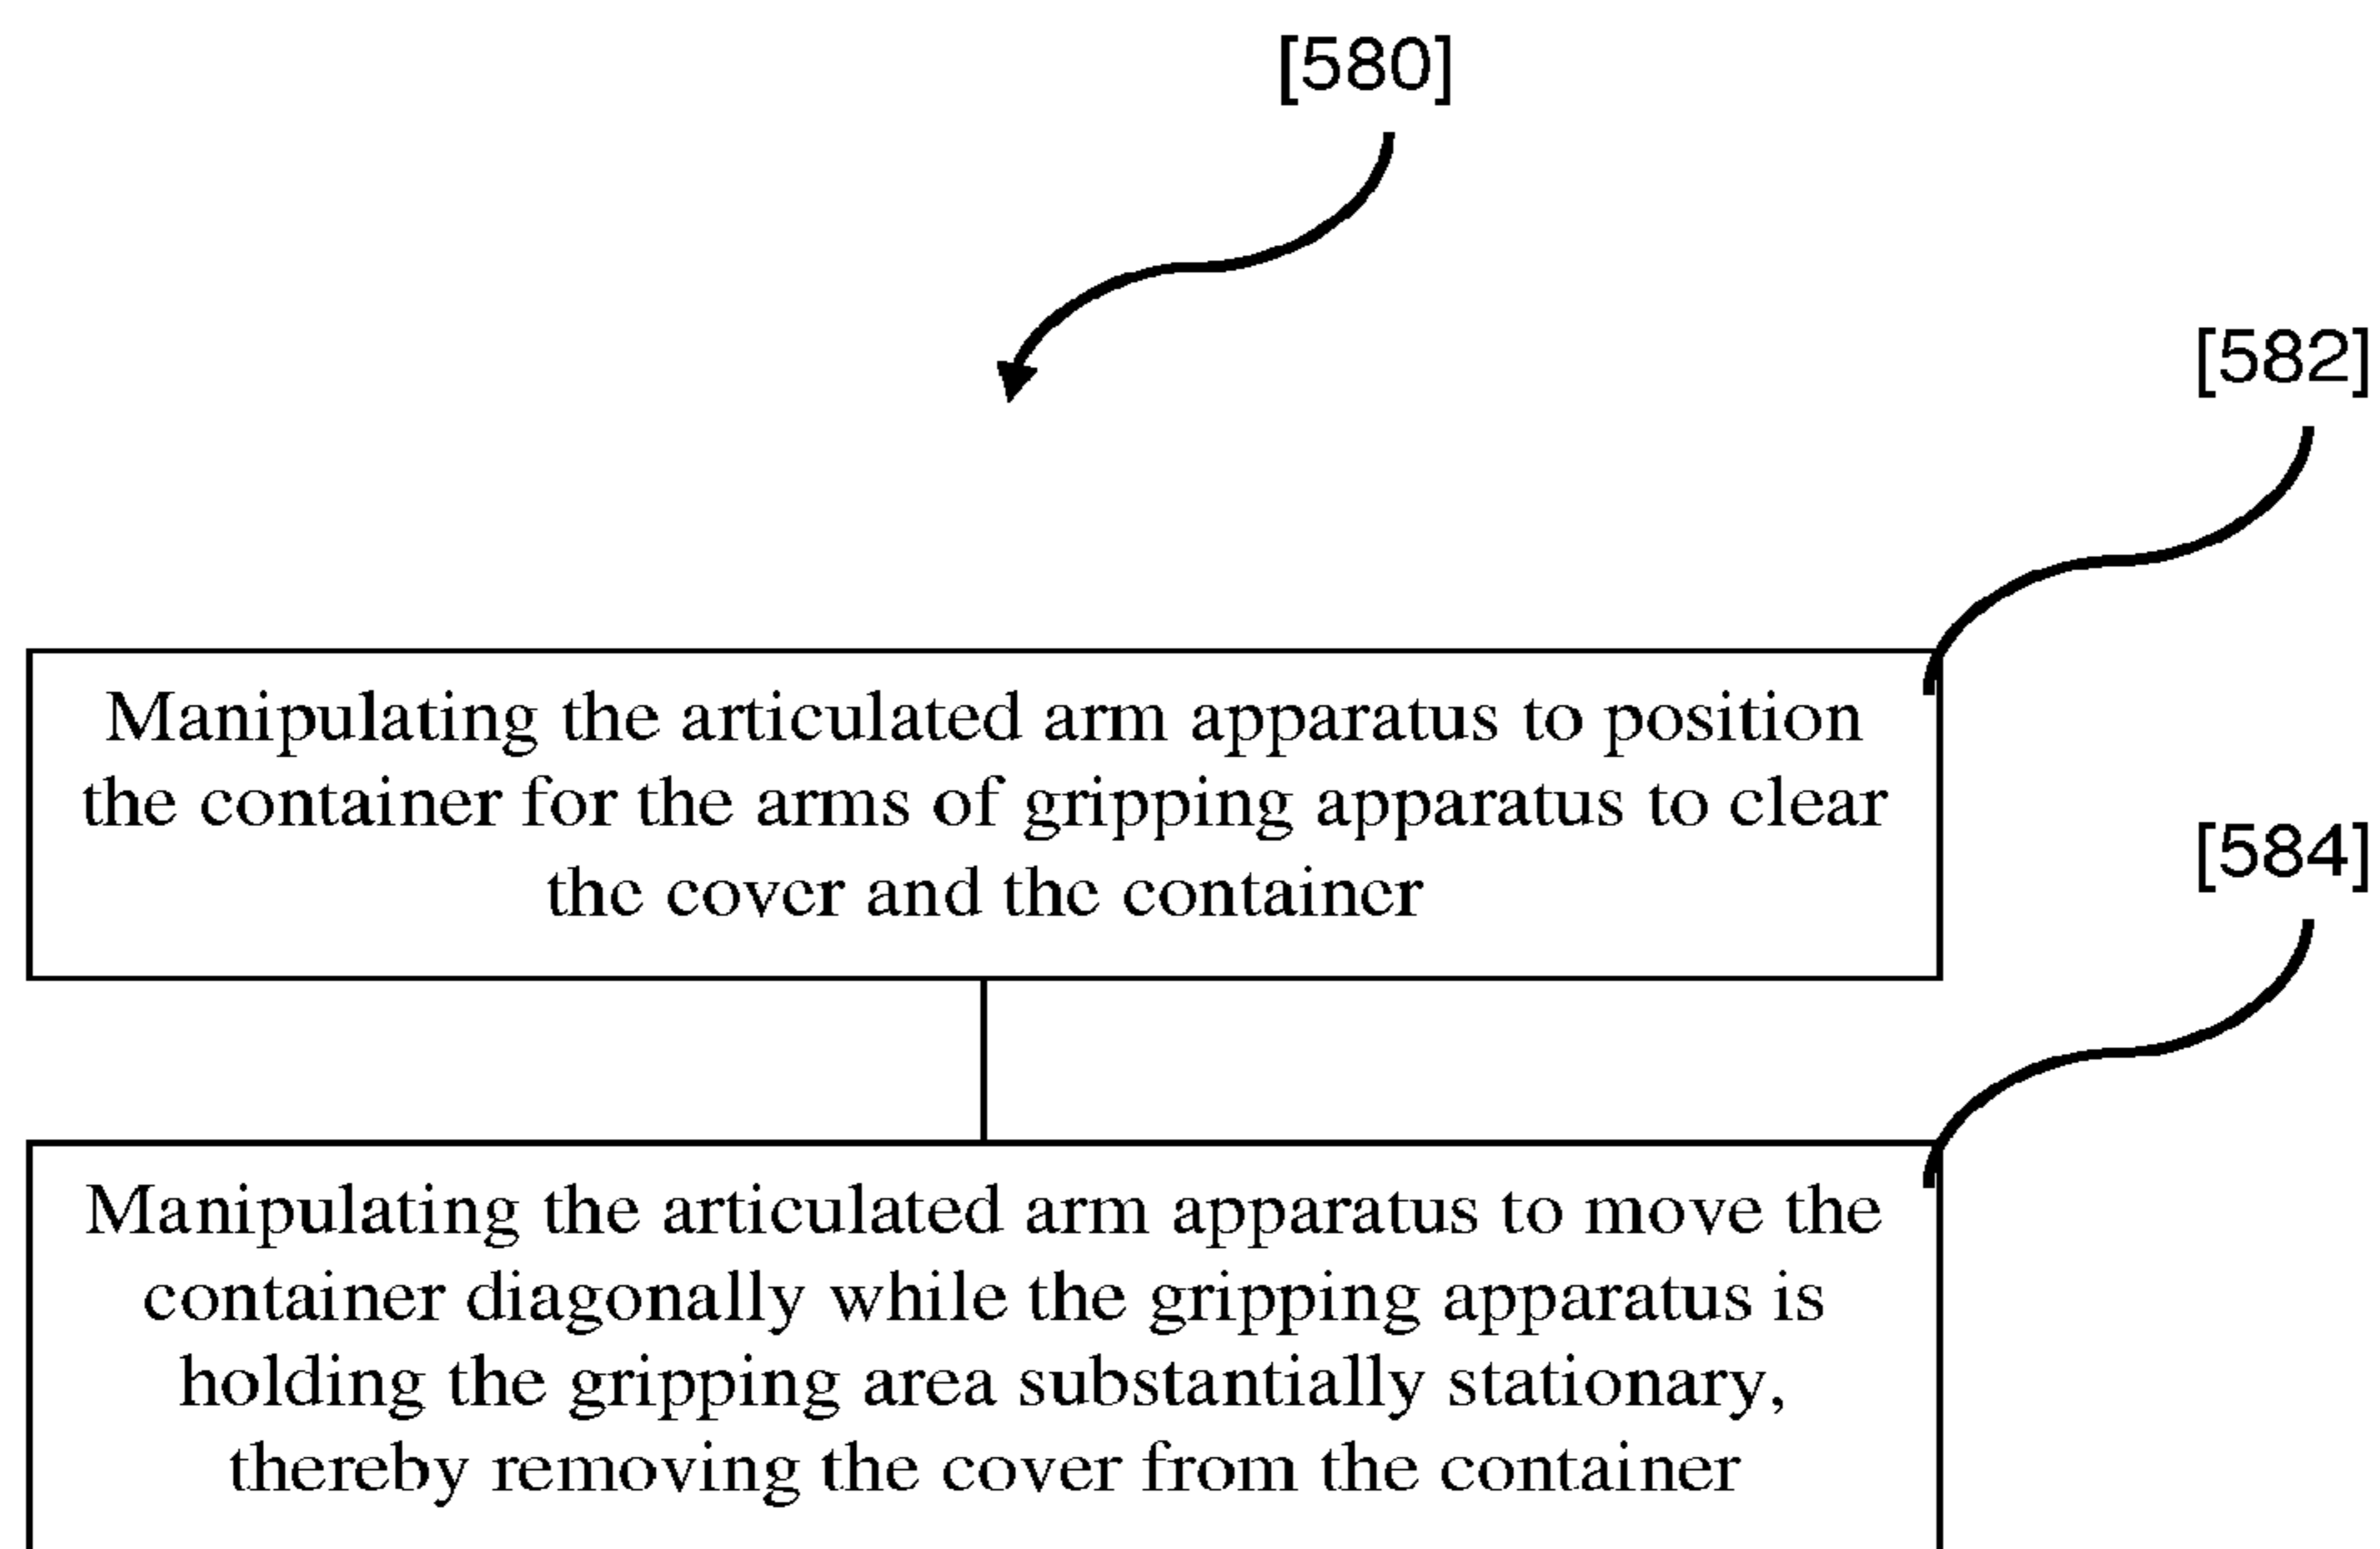 [580]
[582]
Manipulating the articulated arm apparatus to position
the container for the arms of gripping apparatus to clear
the cover and the container
[584]
Manipulating the articulated arm apparatus to move the
container diagonally while the gripping apparatus is
holding the gripping area substantially stationary,
thereby removing the cover from the container